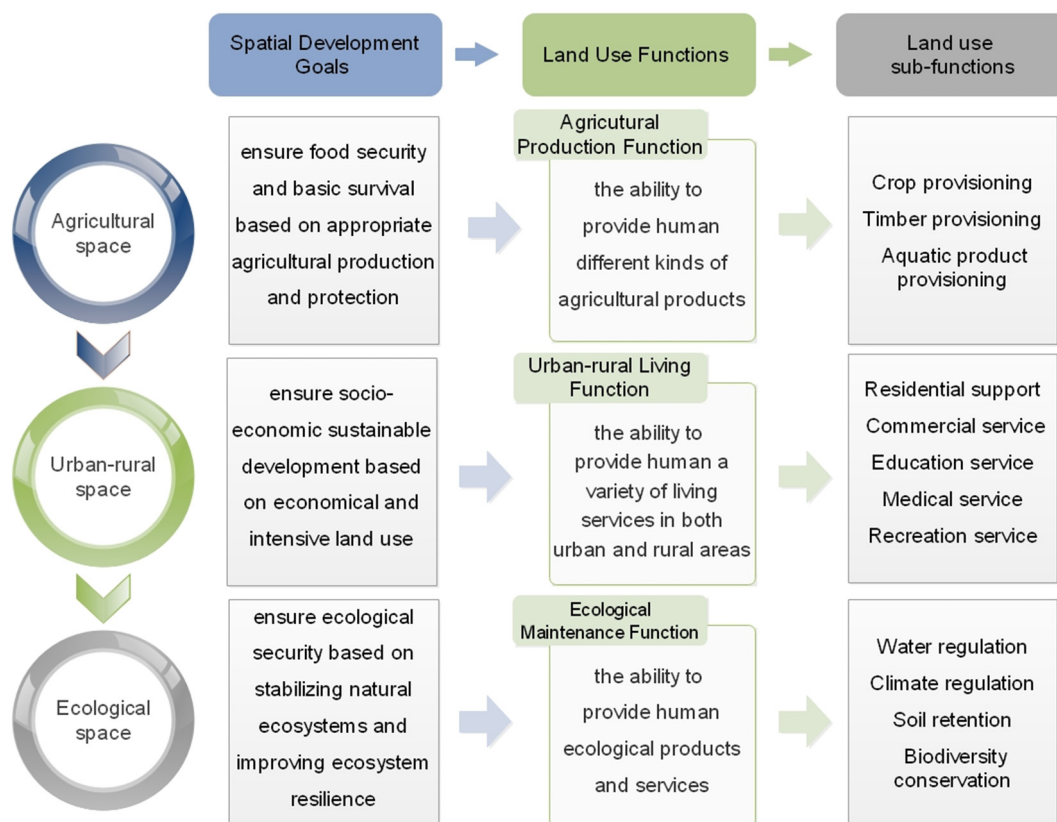 Spatial Development
Goals
Land Use Functions
Land use
sub-functions
Agricultural
space
ensure food security
and basic survival
based on appropriate
agricultural production
and protection
Agricutural
Production Function
the ability to
provide human
different kinds of
agricultural products
Crop provisioning
Timber provisioning
Aquatic product
provisioning
Urban-rural
space
ensure socio-
economic sustainable
development based
on economical and
intensive land use
Urban-rural Living
Function
the ability to
provide human a
variety of living
services in both
urban and rural areas
Residential support
Commercial service
Education service
Medical service
Recreation service
Ecological
space
ensure ecological
security based on
stabilizing natural
ecosystems and
improving ecosystem
resilience
Ecological
Maintenance Function
the ability to
provide human
ecological products
and services
Water regulation
Climate regulation
Soil retention
Biodiversity
conservation